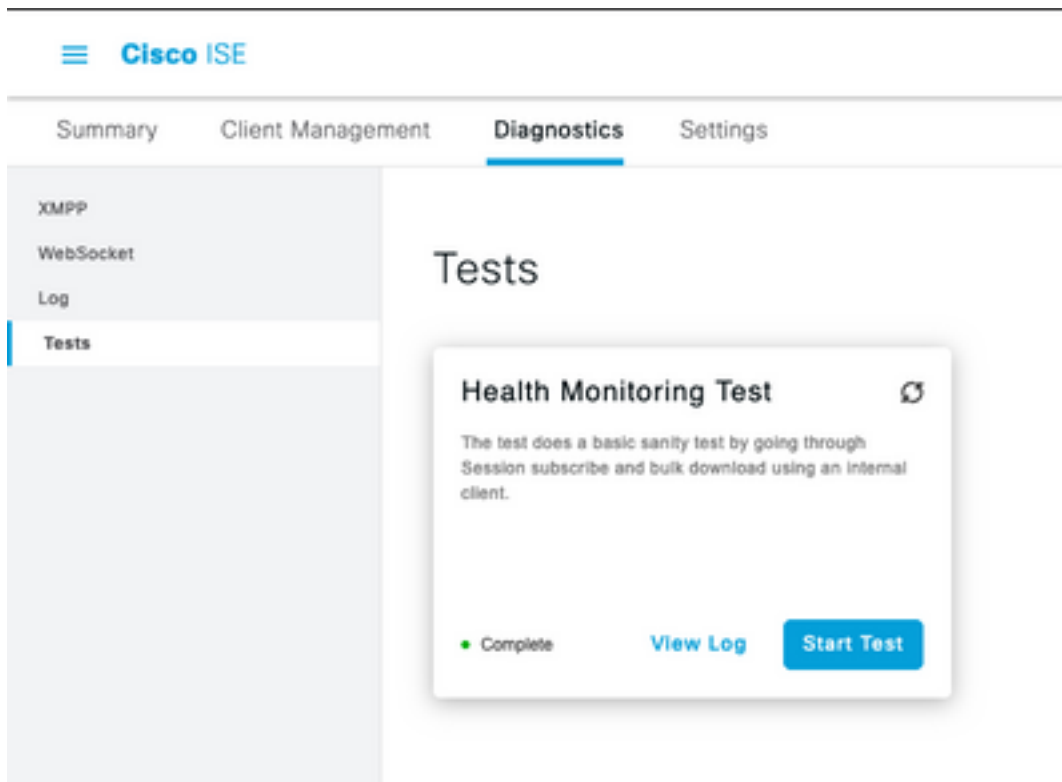 Cisco ISE
Summary Client Management Diagnostics Settings
XMPP
WebSocket
Log
Tests
Tests
Health Monitoring Test
The test does a basic sanity test by going through
Session subscribe and bulk download using an internal
client.
Complete View Log Start Test